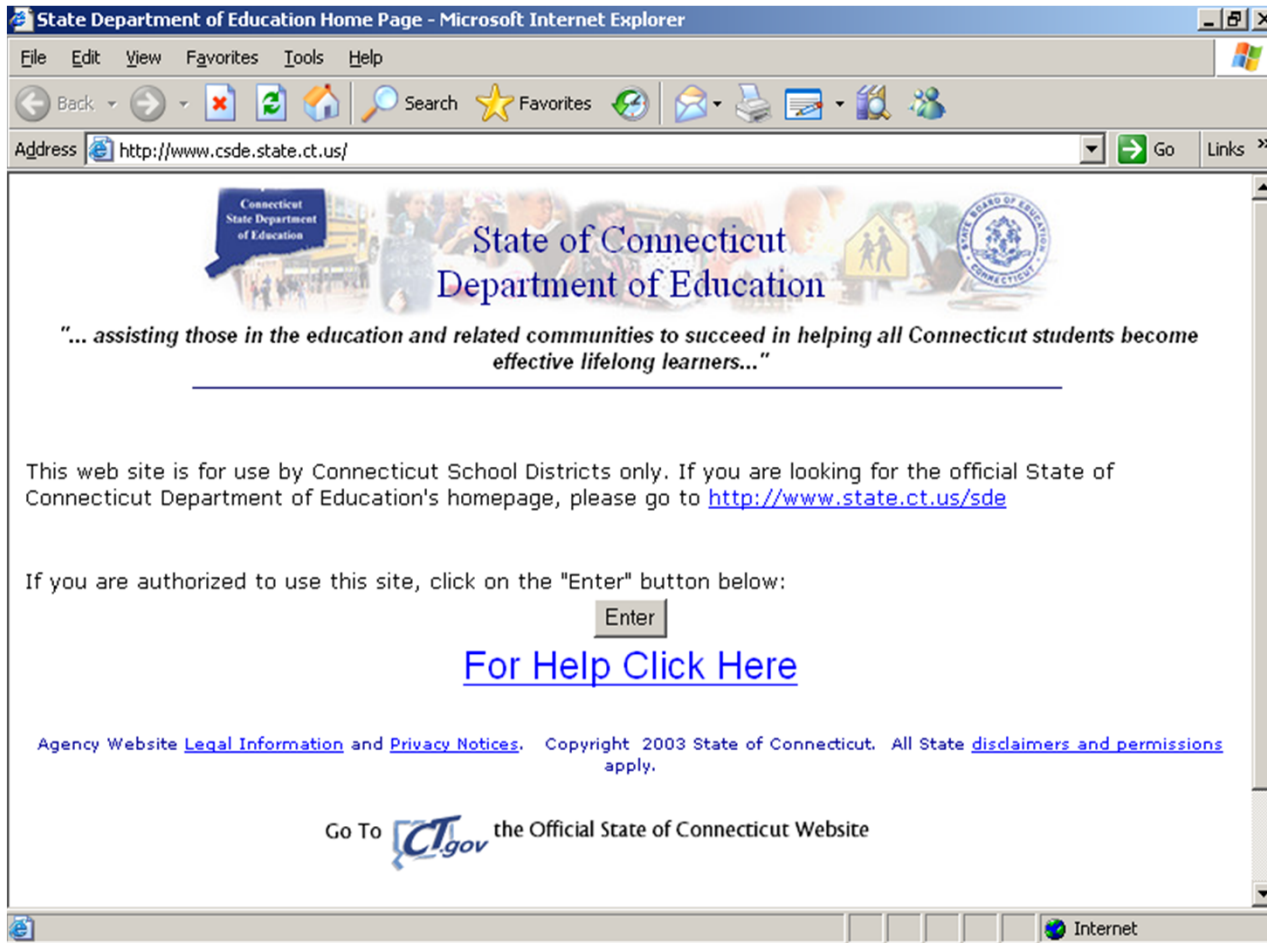 State Department of Education Home Page - Microsoft Internet Explorer
File Edit View Favorites Tools Help
Back Search Favorites
Address http://www.csde.state.ct.us/ Go Links »
Connecticut
State Department
of Education
State of Connecticut
Department of Education
STATE BOARD OF EDUCATION
CONNECTICUT
"... assisting those in the education and related communities to succeed in helping all Connecticut students become
effective lifelong learners..."
This web site is for use by Connecticut School Districts only. If you are looking for the official State of
Connecticut Department of Education's homepage, please go to http://www.state.ct.us/sde
If you are authorized to use this site, click on the "Enter" button below:
Enter
For Help Click Here
Agency Website Legal Information and Privacy Notices. Copyright 2003 State of Connecticut. All State disclaimers and permissions
apply.
Go To CT.gov the Official State of Connecticut Website
Internet